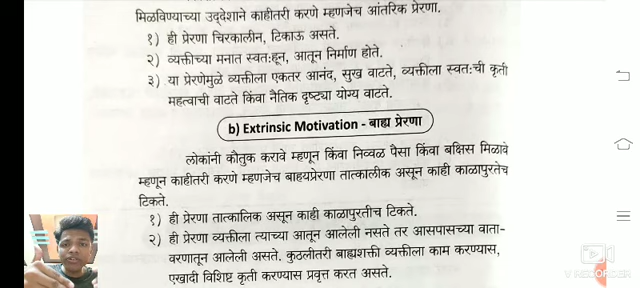 मिळविण्याच्या उद्देशाने काहीतरी करणे म्हणजेच आंतरिक प्रेरणा.
१) ही प्रेरणा चिरकालीन, टिकाऊ असते.
२) व्यक्तीच्या मनात स्वतःहून, आतून निर्माण होते.
३) या प्रेरणेमुळे व्यक्तीला एकतर आनंद, सुख वाटते, व्यक्तीला स्वतःची कृती
महत्वाची वाटते किंवा नैतिक दृष्ट्या योग्य वाटते.
b) Extrinsic Motivation - बाह्य प्रेरणा
लोकांनी कौतुक करावे म्हणून किंवा निव्वळ पैसा किंवा बक्षिस मिळावे
म्हणून काहीतरी करणे म्हणजेच बाहयप्रेरणा तात्कालीक असून काही काळापुरतेच
टिकते.
१) ही प्रेरणा तात्कालिक असून काही काळापुरतीच टिकते.
२) ही प्रेरणा व्यक्तीला त्याच्या आतून आलेली नसते तर आसपासच्या वाता-
वरणातून आलेली असते. कुठलीतरी बाह्यशक्ती व्यक्तीला काम करण्यास,
एखादी विशिष्ट कृती करण्यास प्रवृत्त करत असते.
V RECORDER